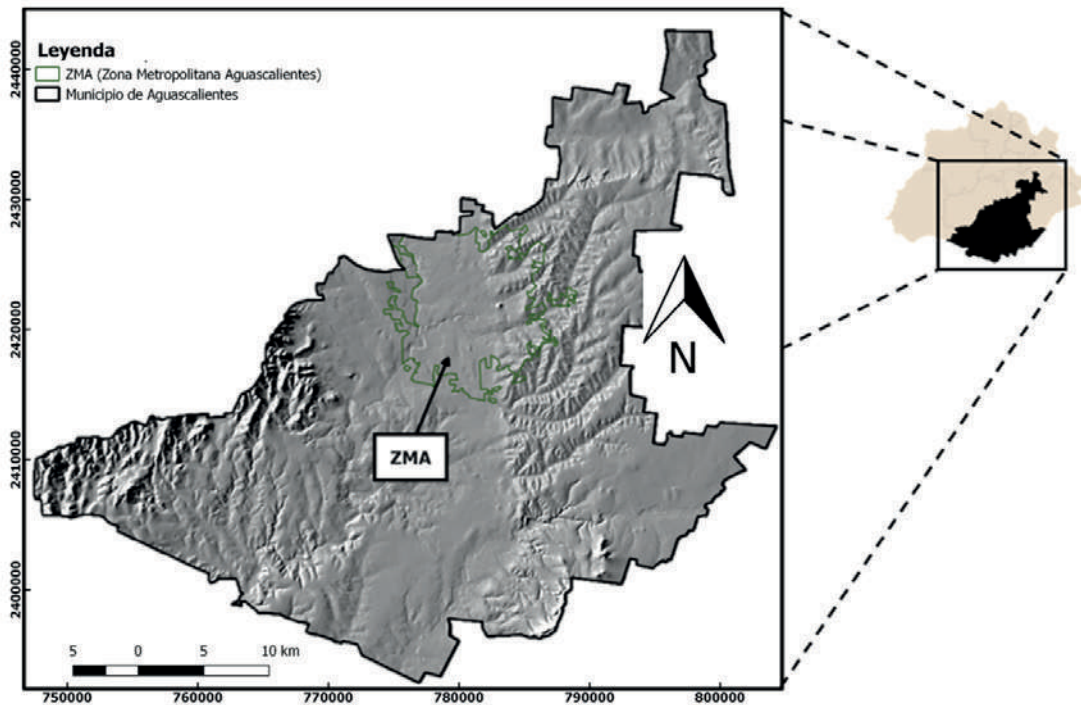 Leyenda
ZMA (Zona Metropolitana Aguascalientes)
Municipio de Aguascalientes
2440000
2430000
2420000
2410000
2400000
N
ZMA
5 0 5 10 km
750000 760000 770000 780000 790000 800000